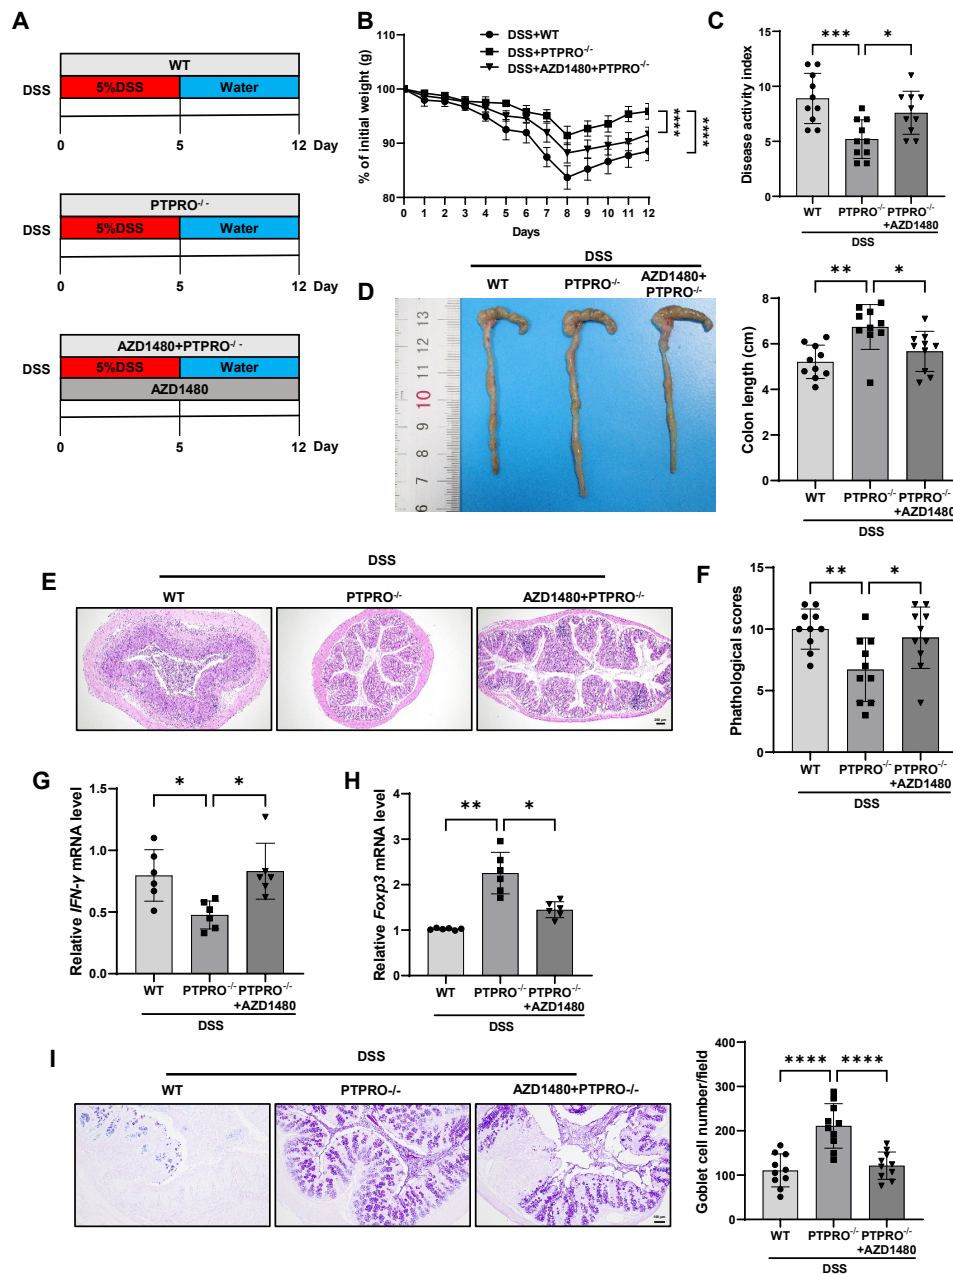 A
WT
DSS
5%DSS
Water
0
5
12
Day
PTPRO-/-
DSS
5%DSS
Water
0
5
12
Day
AZD1480+PTPRO-/-
DSS
5%DSS
Water
AZD1480
0
5
12
Day
B
DSS+WT
DSS+PTPRO-/-
DSS+AZD1480+PTPRO-/-
% of initial weight (g)
110
100
90
80
0 1 2 3 4 5 6 7 8 9 10 11 12
Days
****
****
C
Disease activity index
15
10
5
0
***
*
WT
PTPRO-/-
PTPRO-/-
+AZD1480
DSS
D
DSS
WT
PTPRO-/-
AZD1480+
PTPRO-/-
13
12
11
10
9
8
7
6
Colon length (cm)
8
6
4
2
0
**
*
WT
PTPRO-/-
PTPRO-/-
+AZD1480
DSS
E
DSS
WT
PTPRO-/-
AZD1480+PTPRO-/-
F
Phathological scores
15
10
5
0
**
*
WT
PTPRO-/-
PTPRO-/-
+AZD1480
DSS
G
Relative IFN-γ mRNA level
1.5
1.0
0.5
0.0
*
*
WT
PTPRO-/-
PTPRO-/-
+AZD1480
DSS
H
Relative Foxp3 mRNA level
4
3
2
1
0
**
*
WT
PTPRO-/-
PTPRO-/-
+AZD1480
DSS
I
DSS
WT
PTPRO-/-
AZD1480+PTPRO-/-
Goblet cell number/field
400
300
200
100
0
****
****
WT
PTPRO-/-
PTPRO-/-
+AZD1480
DSS